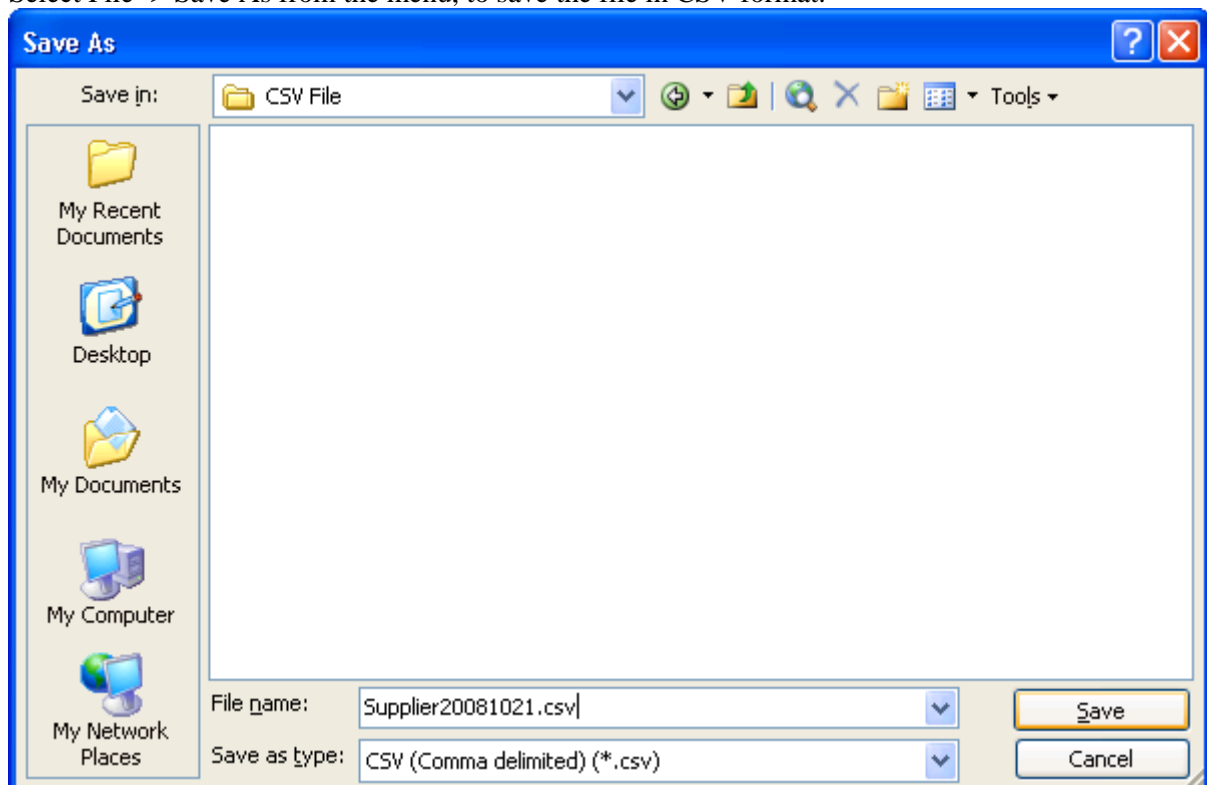 Select File -> Save As from the menu, to save the file in CSV format.
Save As
Save in:
CSV File
Tools
My Recent
Documents
Desktop
My Documents
My Computer
My Network
Places
File name:
Supplier20081021.csv
Save
Save as type:
CSV (Comma delimited) (*.csv)
Cancel